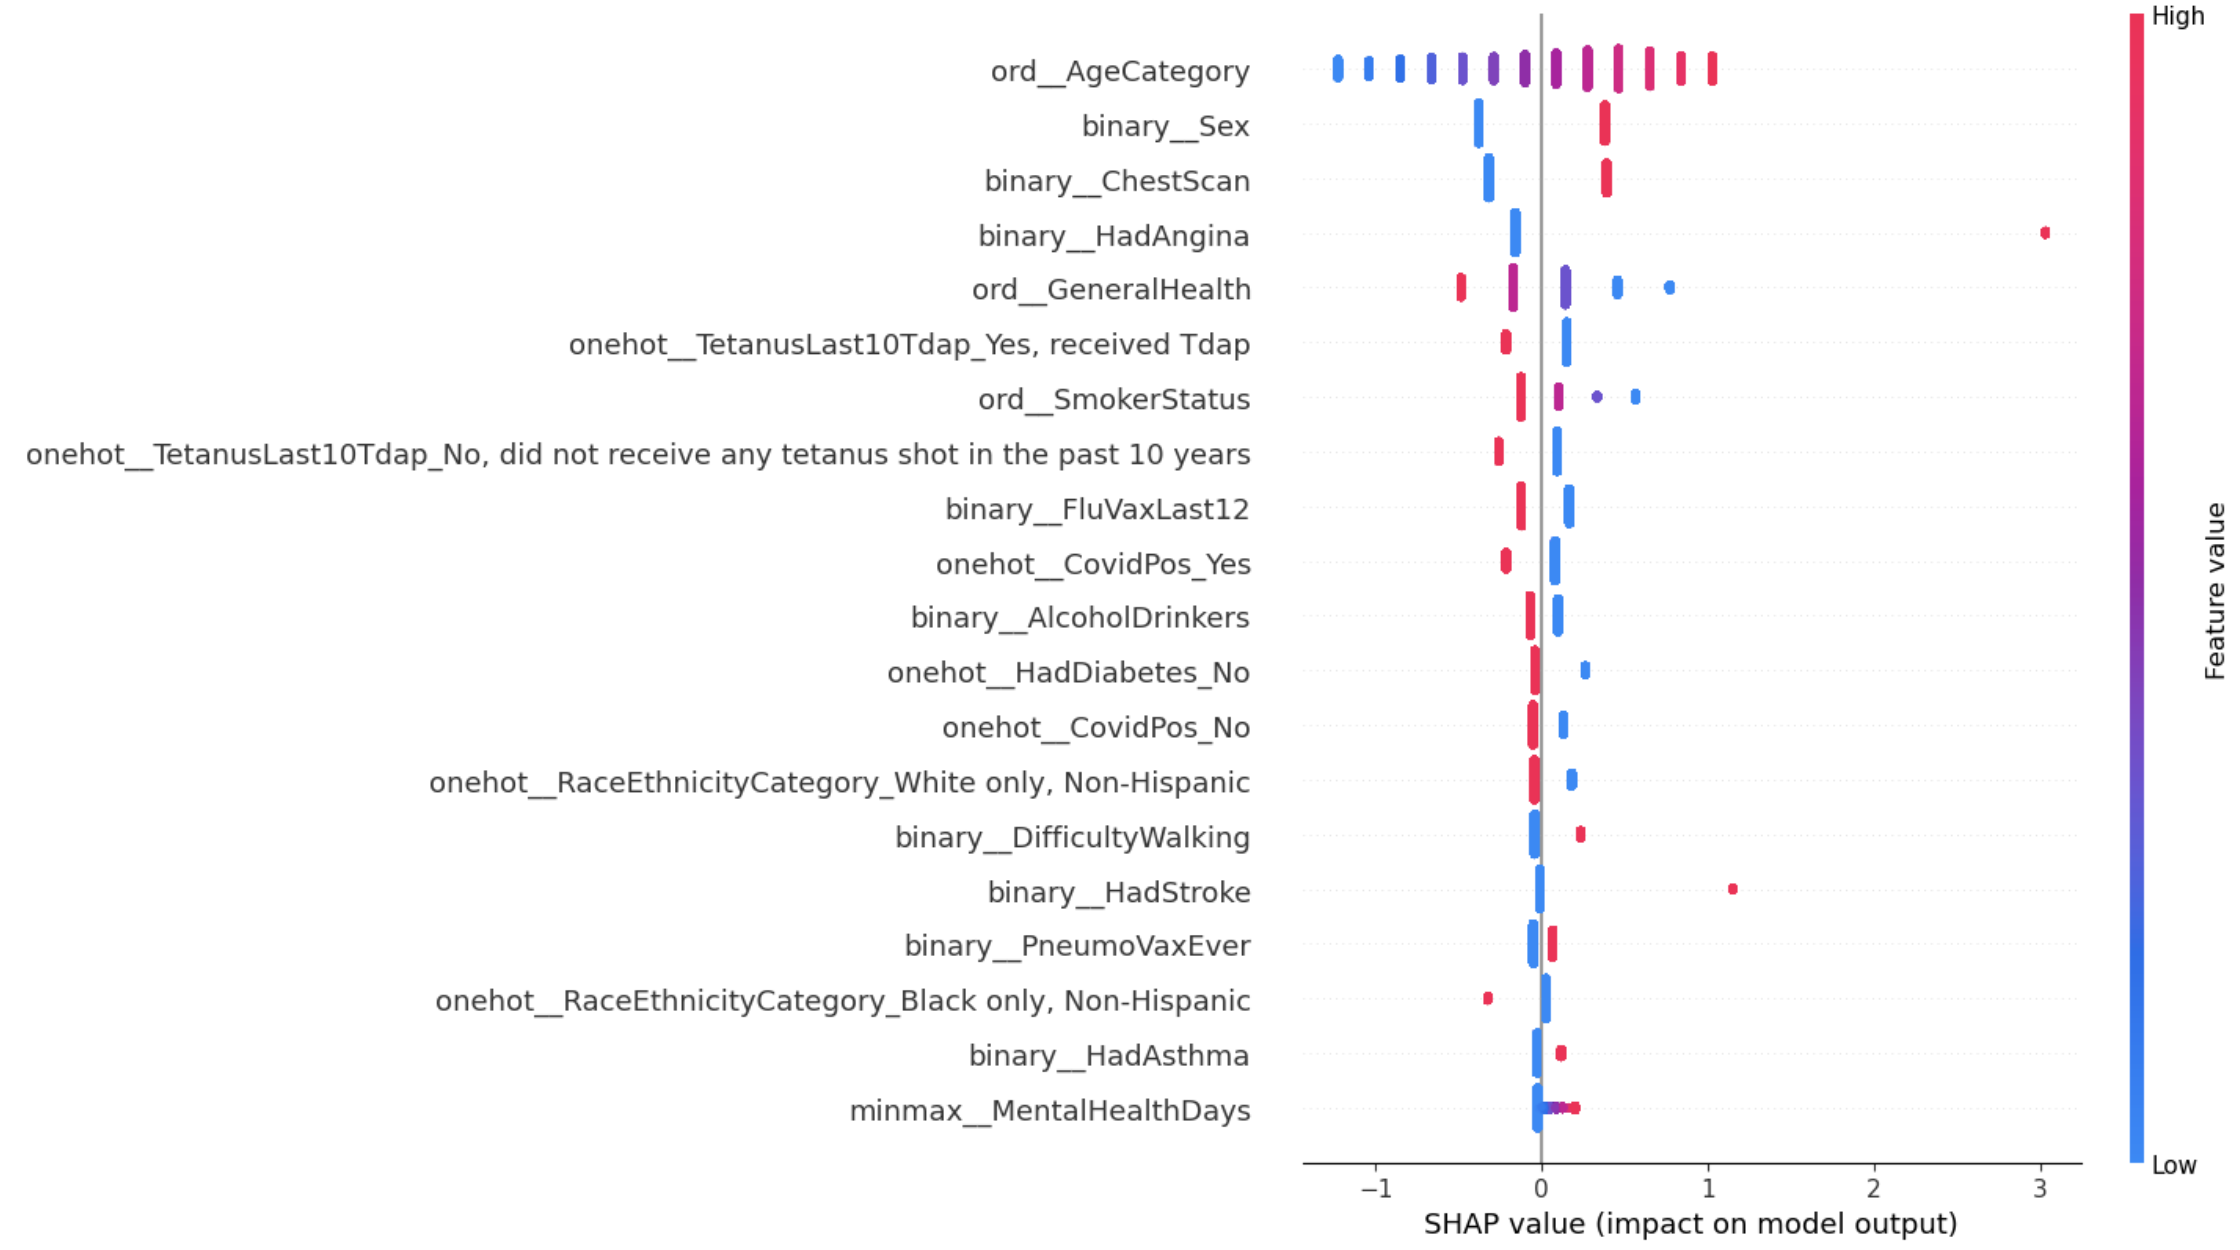 High
ord__AgeCategory
binary__Sex
binary__ChestScan
binary__HadAngina
ord__GeneralHealth
onehot__TetanusLast10Tdap_Yes, received Tdap
ord__SmokerStatus
onehot__TetanusLast10Tdap_No, did not receive any tetanus shot in the past 10 years
binary__FluVaxLast12
onehot__CovidPos_Yes
binary__AlcoholDrinkers
onehot__HadDiabetes_No
onehot__CovidPos_No
onehot__RaceEthnicityCategory_White only, Non-Hispanic
binary__DifficultyWalking
binary__HadStroke
binary__PneumoVaxEver
onehot__RaceEthnicityCategory_Black only, Non-Hispanic
binary__HadAsthma
minmax__MentalHealthDays
Feature value
Low
−1 0 1 2 3
SHAP value (impact on model output)